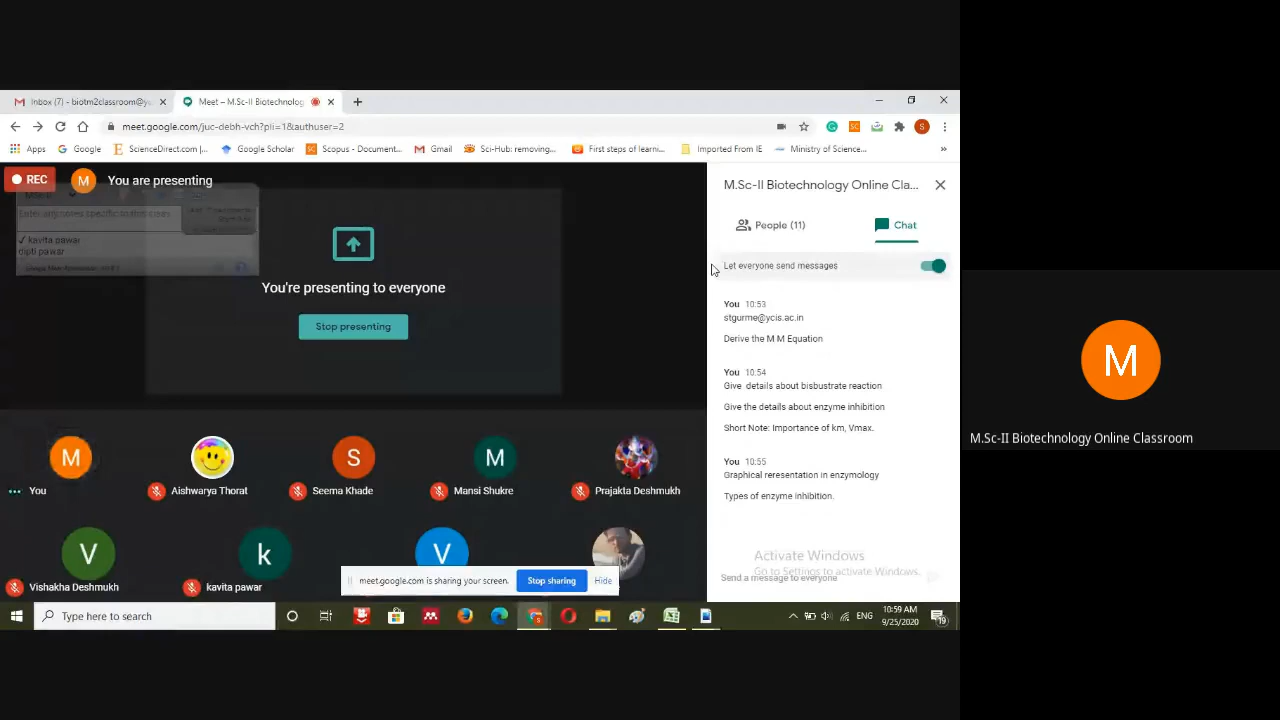 Inbox (7) - biotm2classroom@yc
Meet – M.Sc-II Biotechnolog
meet.google.com/juc-debh-vch?pii=1&authuser=2
Apps
Google
ScienceDirect.com |...
Google Scholar
Scopus - Document...
Gmail
Sci-Hub: removing...
First steps of learni...
Imported From IE
Ministry of Science...
»
S
REC
M
You are presenting
✓ kavita pawar
dipti pawar
You're presenting to everyone
Stop presenting
M.Sc-II Biotechnology Online Cla...
People (11)
Chat
Let everyone send messages
You 10:53
stgurme@ycis.ac.in
Derive the M M Equation
You 10:54
Give details about bisbustrate reaction
Give the details about enzyme inhibition
Short Note: Importance of km, Vmax.
You 10:55
Graphical reresentation in enzymology
Types of enzyme inhibition.
Activate Windows
Go to Settings to activate Windows.
Send a message to everyone
M
S
M
You
Aishwarya Thorat
Seema Khade
Mansi Shukre
Prajakta Deshmukh
V
k
V
Vishakha Deshmukh
kavita pawar
meet.google.com is sharing your screen.
Stop sharing
Hide
Type here to search
ENG
10:59 AM
9/25/2020
19
M
M.Sc-II Biotechnology Online Classroom